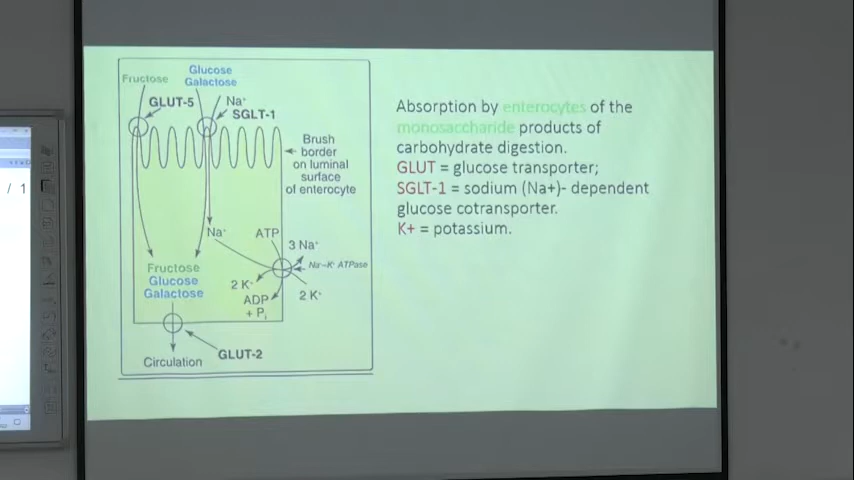 Fructose
Glucose
Galactose
GLUT-5
Na⁺
SGLT-1
Brush
border
on luminal
surface
of enterocyte
Na⁺
ATP
3 Na⁺
Na⁺-K⁺ ATPase
2 K⁺
ADP
+ Pi
2 K⁺
Fructose
Glucose
Galactose
GLUT-2
Circulation
Absorption by enterocytes of the
monosaccharide products of
carbohydrate digestion.
GLUT = glucose transporter;
SGLT-1 = sodium (Na+)- dependent
glucose cotransporter.
K+ = potassium.
/ 1